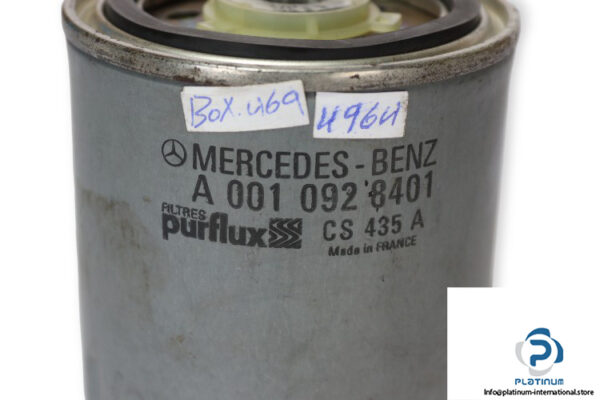 Box.469
4964
MERCEDES-BENZ
A 001 092 8401
FILTRES
purflux CS 435 A
Made in FRANCE
PLATINUM
Info@platinum-international.store